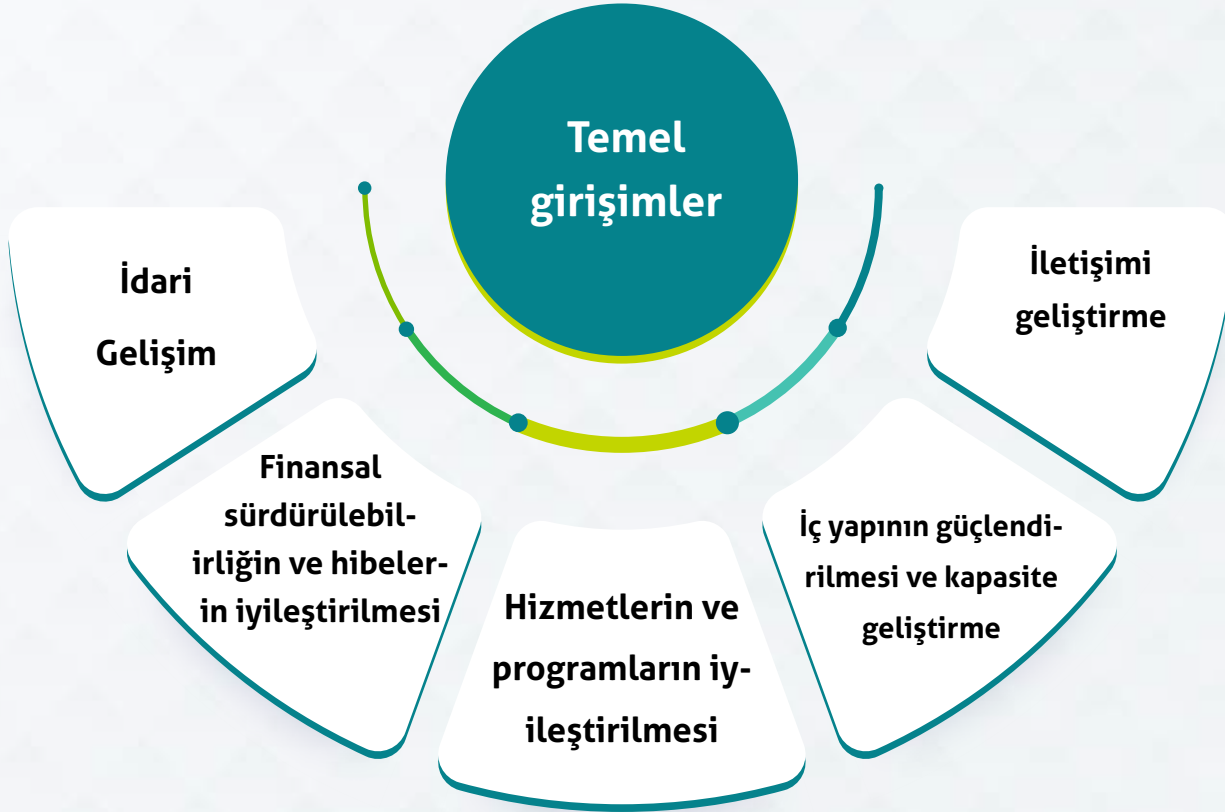 Temel
girişimler
İdari
Gelişim
Finansal
sürdürülebil-
irliğin ve hibeler-
in iyileştirilmesi
Hizmetlerin ve
programların iy-
ileştirilmesi
İç yapının güçlendi-
rilmesi ve kapasite
geliştirme
İletişimi
geliştirme